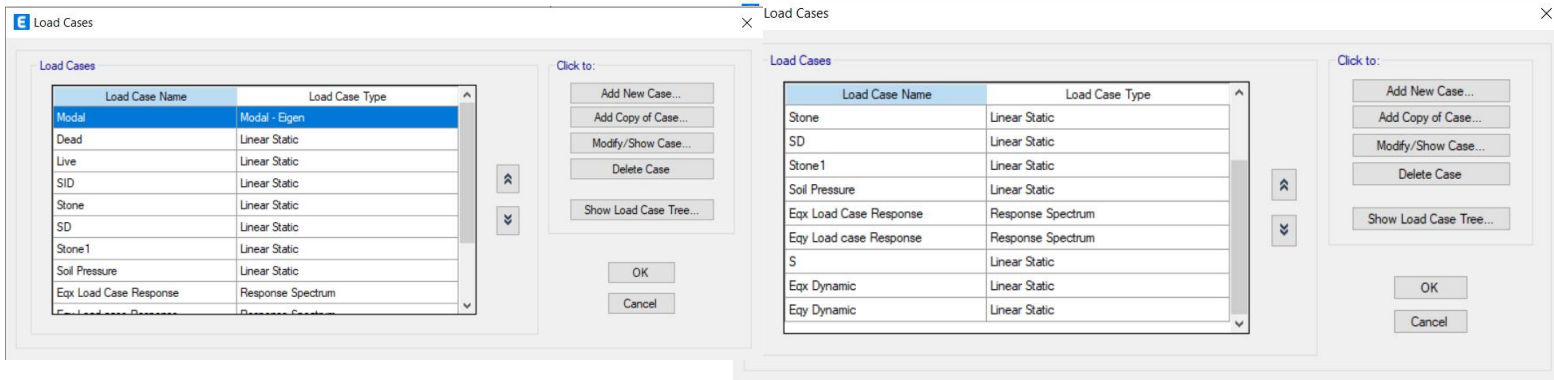 E Load Cases
Load Cases
Click to:
Load Case Name Load Case Type
Modal Modal - Eigen
Dead Linear Static
Live Linear Static
SID Linear Static
Stone Linear Static
SD Linear Static
Stone1 Linear Static
Soil Pressure Linear Static
Eqx Load Case Response Response Spectrum
Eqy Load case Response Response Spectrum
Add New Case...
Add Copy of Case...
Modify/Show Case...
Delete Case
Show Load Case Tree...
OK
Cancel
Load Cases
Load Cases
Click to:
Load Case Name Load Case Type
Stone Linear Static
SD Linear Static
Stone1 Linear Static
Soil Pressure Linear Static
Eqx Load Case Response Response Spectrum
Eqy Load case Response Response Spectrum
S Linear Static
Eqx Dynamic Linear Static
Eqy Dynamic Linear Static
Add New Case...
Add Copy of Case...
Modify/Show Case...
Delete Case
Show Load Case Tree...
OK
Cancel